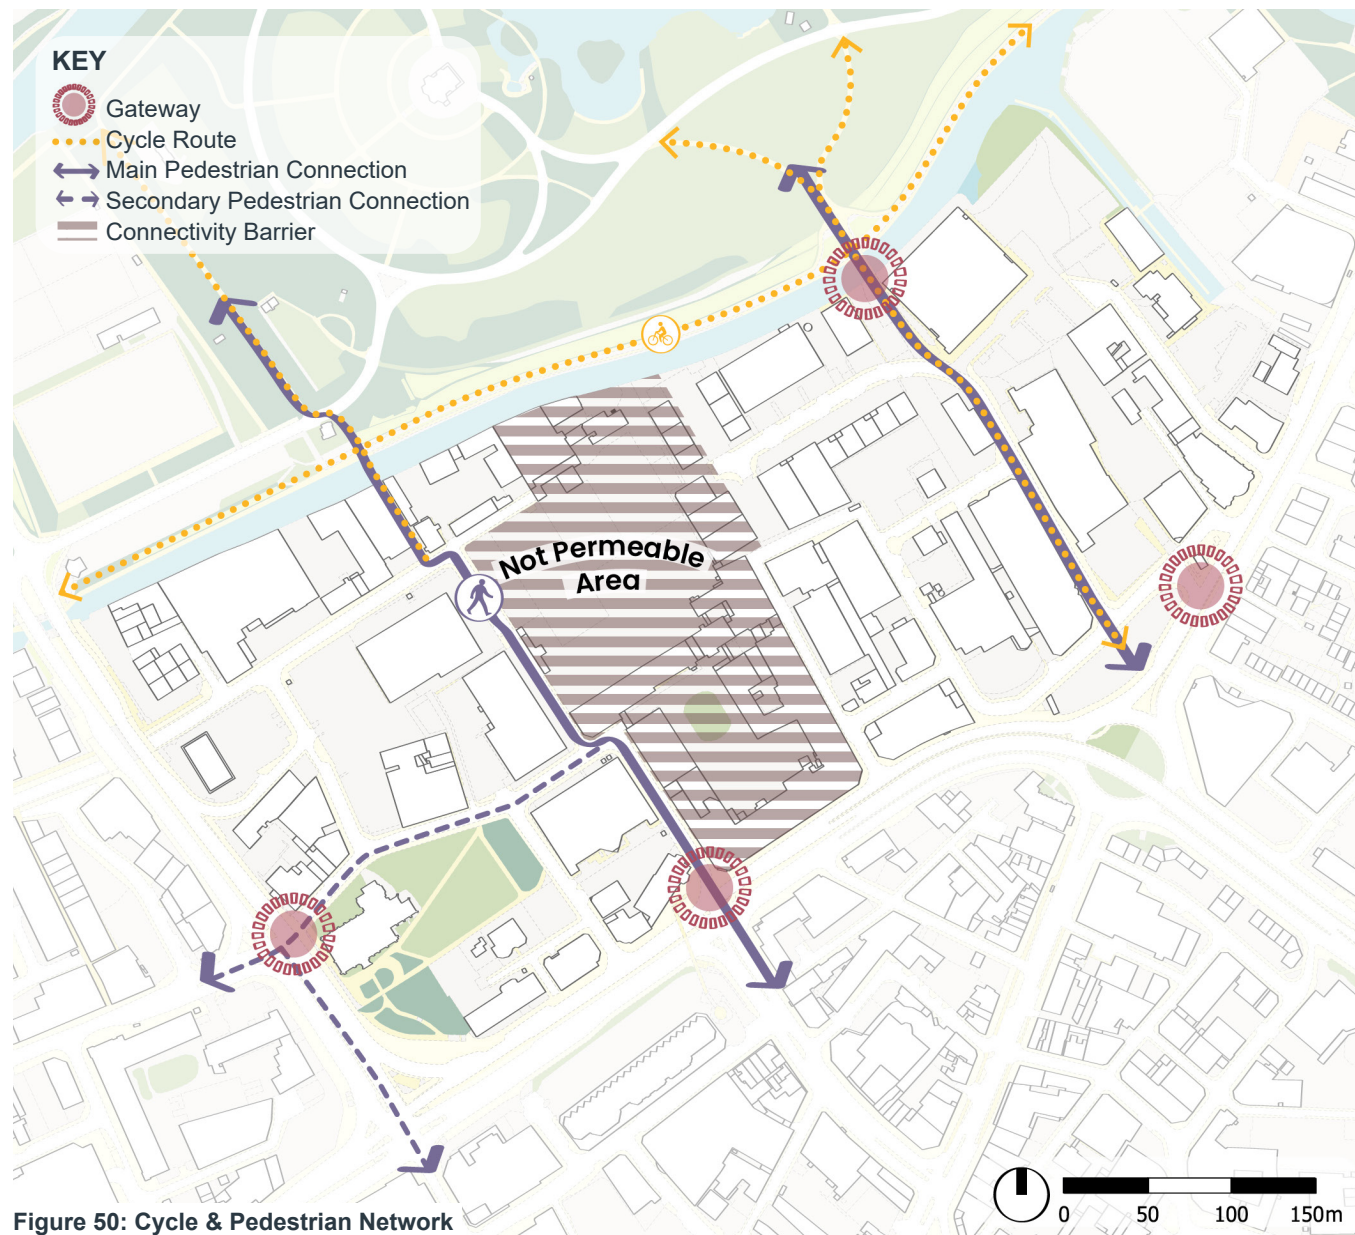 KEY
Gateway
Cycle Route
Main Pedestrian Connection
Secondary Pedestrian Connection
Connectivity Barrier
Not Permeable
Area
0 50 100 150m
Figure 50: Cycle & Pedestrian Network